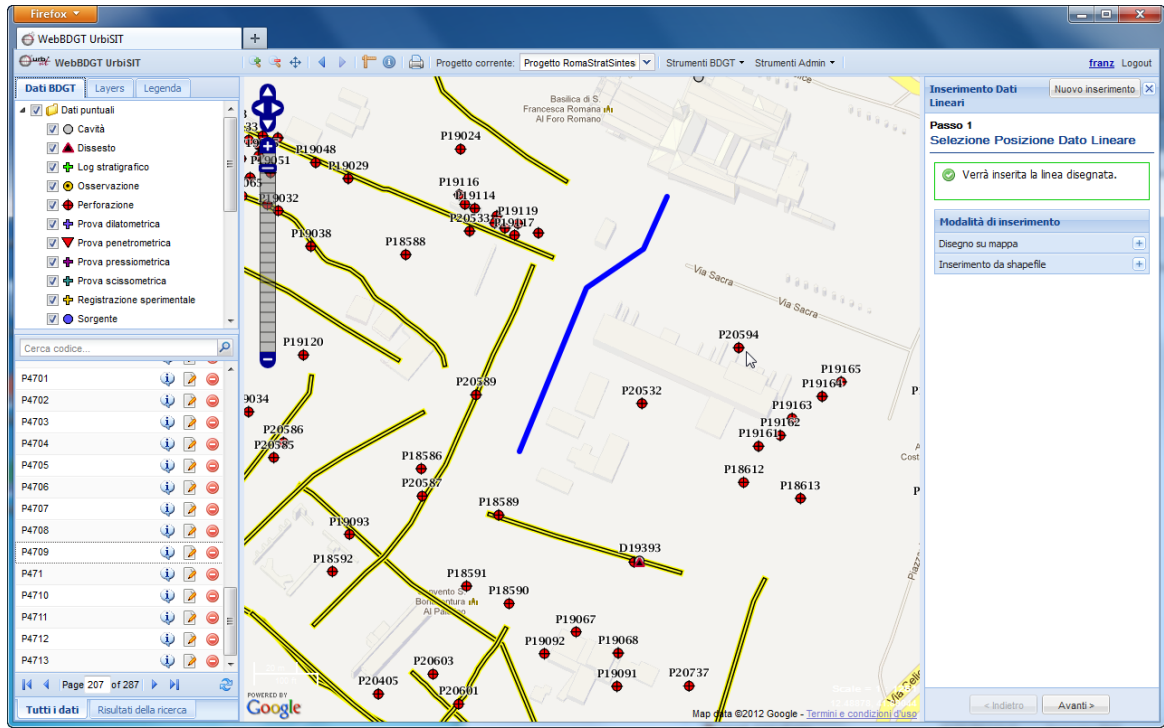 Firefox
WebBDGT UrbiSIT
WebBDGT UrbiSIT
Progetto corrente: Progetto RomaStratSintes
Strumenti BDGT
Strumenti Admin
franz Logout
Dati BDGT
Layers
Legenda
Dati puntuali
Cavità
Dissesto
Log stratigrafico
Osservazione
Perforazione
Prova dilatometrica
Prova penetrometrica
Prova pressiometrica
Prova scissometrica
Registrazione sperimentale
Sorgente
Cerca codice...
P4701
P4702
P4703
P4704
P4705
P4706
P4707
P4708
P4709
P471
P4710
P4711
P4712
P4713
Page 207 of 287
Tutti i dati
Risultati della ricerca
Basilica di S.
Francesca Romana
Al Foro Romano
P19024
P19048
P19029
P19032
P19116
P19114
P19119
P20533
P19117
P19038
P18588
Via Sacra
Via Sacra
P20594
P19120
P20589
P20532
P19165
P19164
P19163
P19162
P19161
P20586
P20585
P18586
P20587
P18612
P18613
P18589
P19093
D19393
P18592
P18591
P18590
Convento S.
Bonaventura
Al Palatino
P19067
P19092
P19068
P20603
P19091
P20737
P20405
P20601
POWERED BY
Google
Map data ©2012 Google - Termini e condizioni d'uso
Inserimento Dati
Lineari
Nuovo inserimento
Passo 1
Selezione Posizione Dato Lineare
Verrà inserita la linea disegnata.
Modalità di inserimento
Disegno su mappa
Inserimento da shapefile
< Indietro
Avanti >